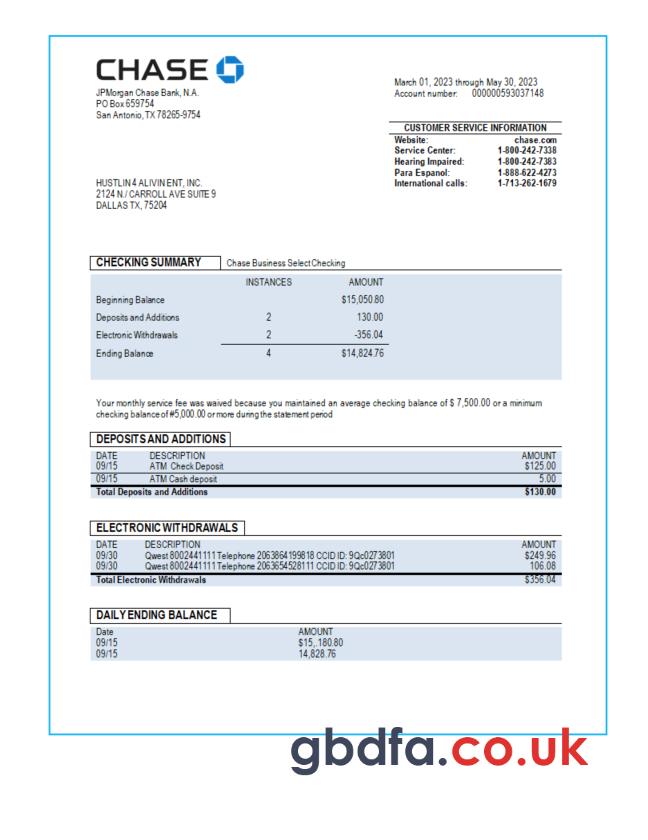 CHASE
JPMorgan Chase Bank, N.A.
PO Box 659754
San Antonio, TX 78265-9754
March 01, 2023 through May 30, 2023
Account number: 000000593037148
CUSTOMER SERVICE INFORMATION
Website: chase.com
Service Center: 1-800-242-7338
Hearing Impaired: 1-800-242-7383
Para Espanol: 1-888-622-4273
International calls: 1-713-262-1679
HUSTLIN 4 ALIVIN ENT, INC.
2124 N./ CARROLL AVE SUITE 9
DALLAS TX, 75204
CHECKING SUMMARY Chase Business Select Checking
INSTANCES AMOUNT
Beginning Balance $15,050.80
Deposits and Additions 2 130.00
Electronic Withdrawals 2 -356.04
Ending Balance 4 $14,824.76
Your monthly service fee was waived because you maintained an average checking balance of $ 7,500.00 or a minimum
checking balance of #5,000.00 or more during the statement period
DEPOSITS AND ADDITIONS
DATE DESCRIPTION AMOUNT
09/15 ATM Check Deposit $125.00
09/15 ATM Cash deposit 5.00
Total Deposits and Additions $130.00
ELECTRONIC WITHDRAWALS
DATE DESCRIPTION AMOUNT
09/30 Qwest 8002441111 Telephone 2063864199818 CCID ID: 9Qc0273801 $249.96
09/30 Qwest 8002441111 Telephone 2063654528111 CCID ID: 9Qc0273801 106.08
Total Electronic Withdrawals $356.04
DAILY ENDING BALANCE
Date AMOUNT
09/15 $15,.180.80
09/15 14,828.76
gbdfa.co.uk